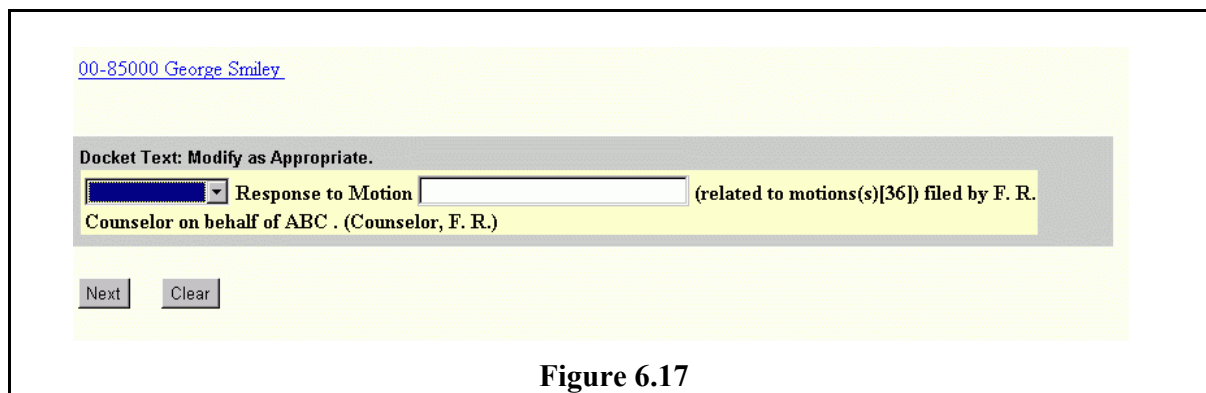 00-85000 George Smiley
Docket Text: Modify as Appropriate.
Response to Motion (related to motions(s)[36]) filed by F. R.
Counselor on behalf of ABC . (Counselor, F. R.)
Next Clear
Figure 6.17